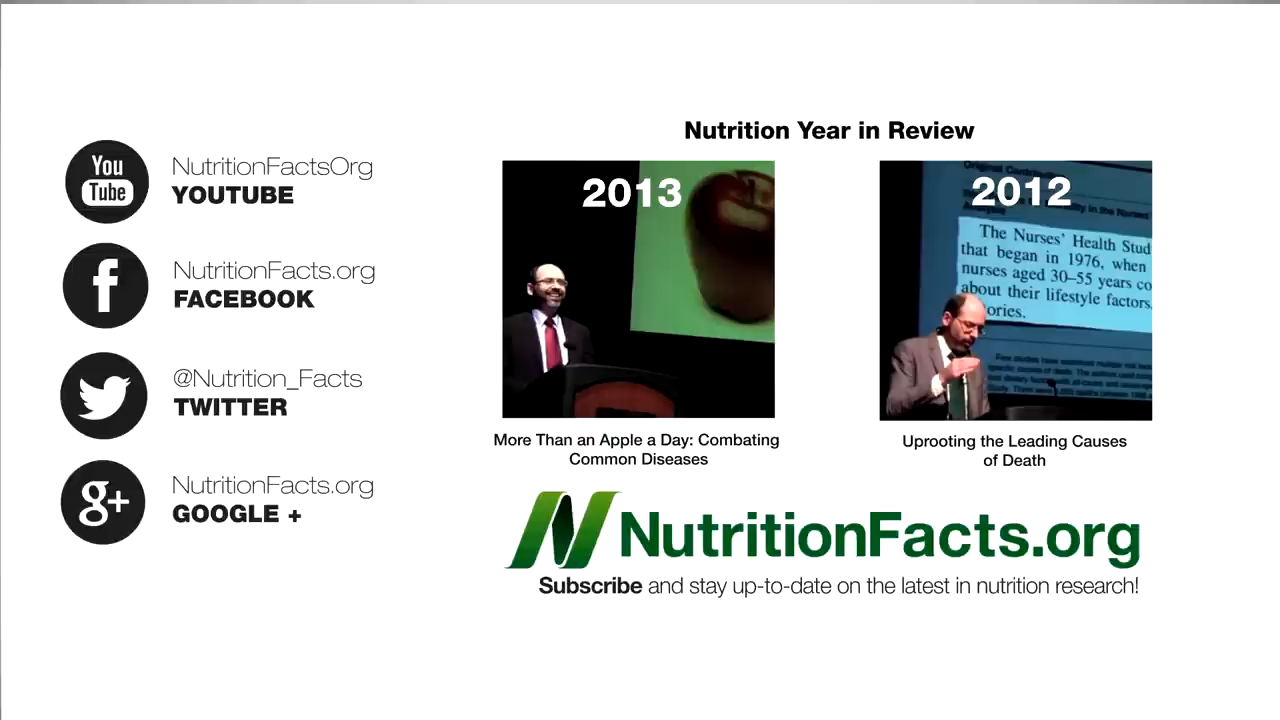 You
Tube
NutritionFactsOrg
YOUTUBE
f
NutritionFacts.org
FACEBOOK
@Nutrition_Facts
TWITTER
g+
NutritionFacts.org
GOOGLE +
Nutrition Year in Review
2013
More Than an Apple a Day: Combating
Common Diseases
2012
The Nurses' Health Stud
that began in 1976, when
nurses aged 30–55 years co
about their lifestyle factors,
ories.
Uprooting the Leading Causes
of Death
NutritionFacts.org
Subscribe and stay up-to-date on the latest in nutrition research!